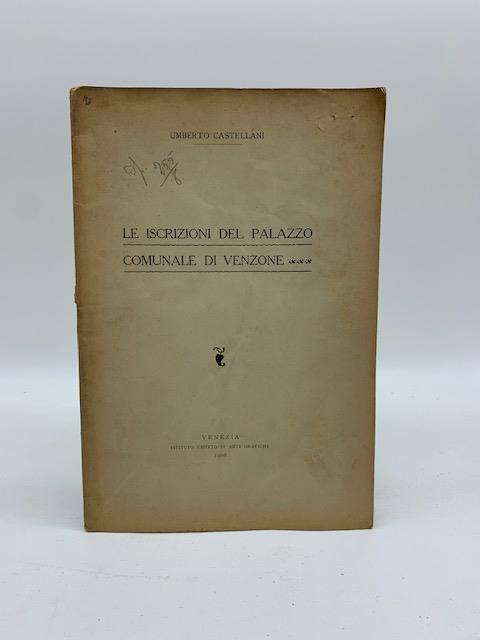 UMBERTO CASTELLANI
LE ISCRIZIONI DEL PALAZZO
COMUNALE DI VENZONE
VENEZIA
ISTITUTO VENETO DI ARTI GRAFICHE